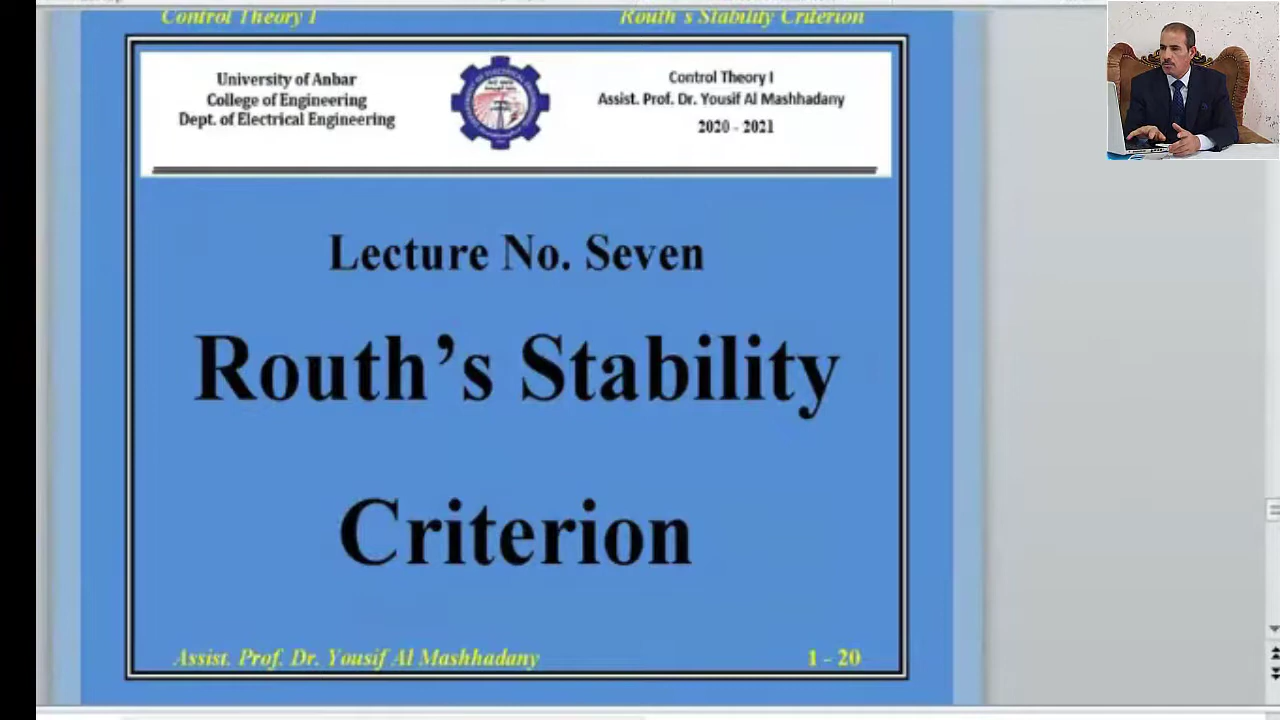 Control Theory I
Routh's Stability Criterion
University of Anbar
College of Engineering
Dept. of Electrical Engineering
Control Theory I
Assist. Prof. Dr. Yousif Al Mashhadany
2020 - 2021
Lecture No. Seven
Routh's Stability
Criterion
Assist. Prof. Dr. Yousif Al Mashhadany
1 - 20